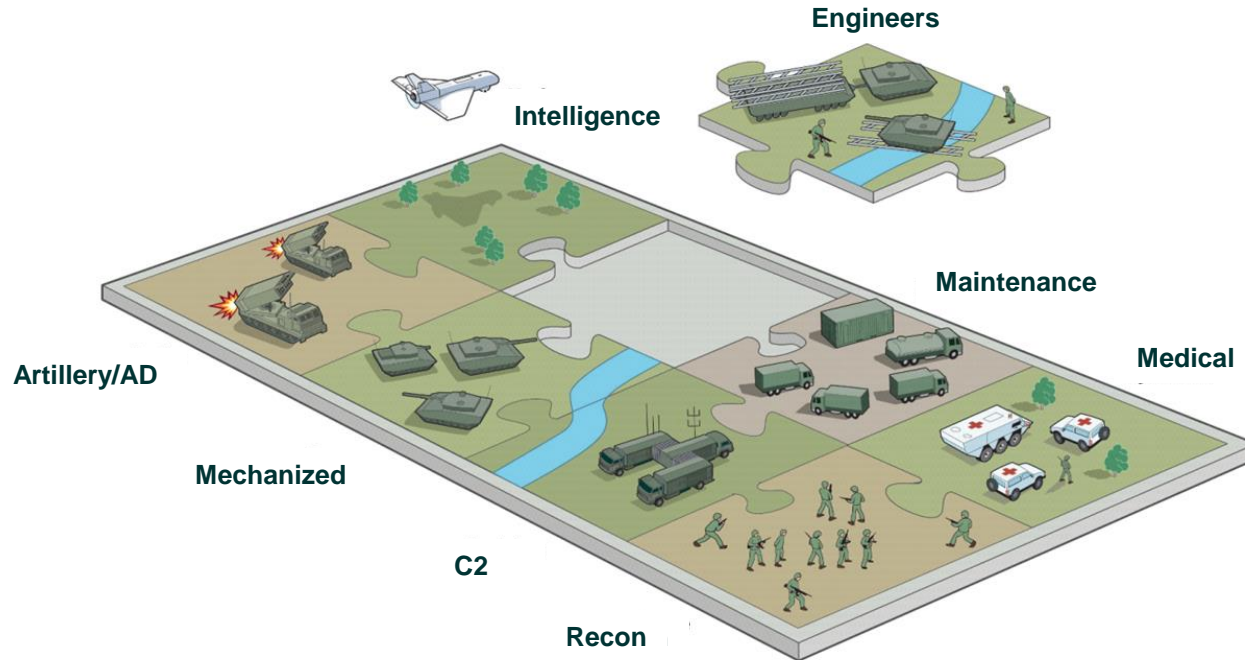 Engineers
Intelligence
Maintenance
Medical
Artillery/AD
Mechanized
C2
Recon